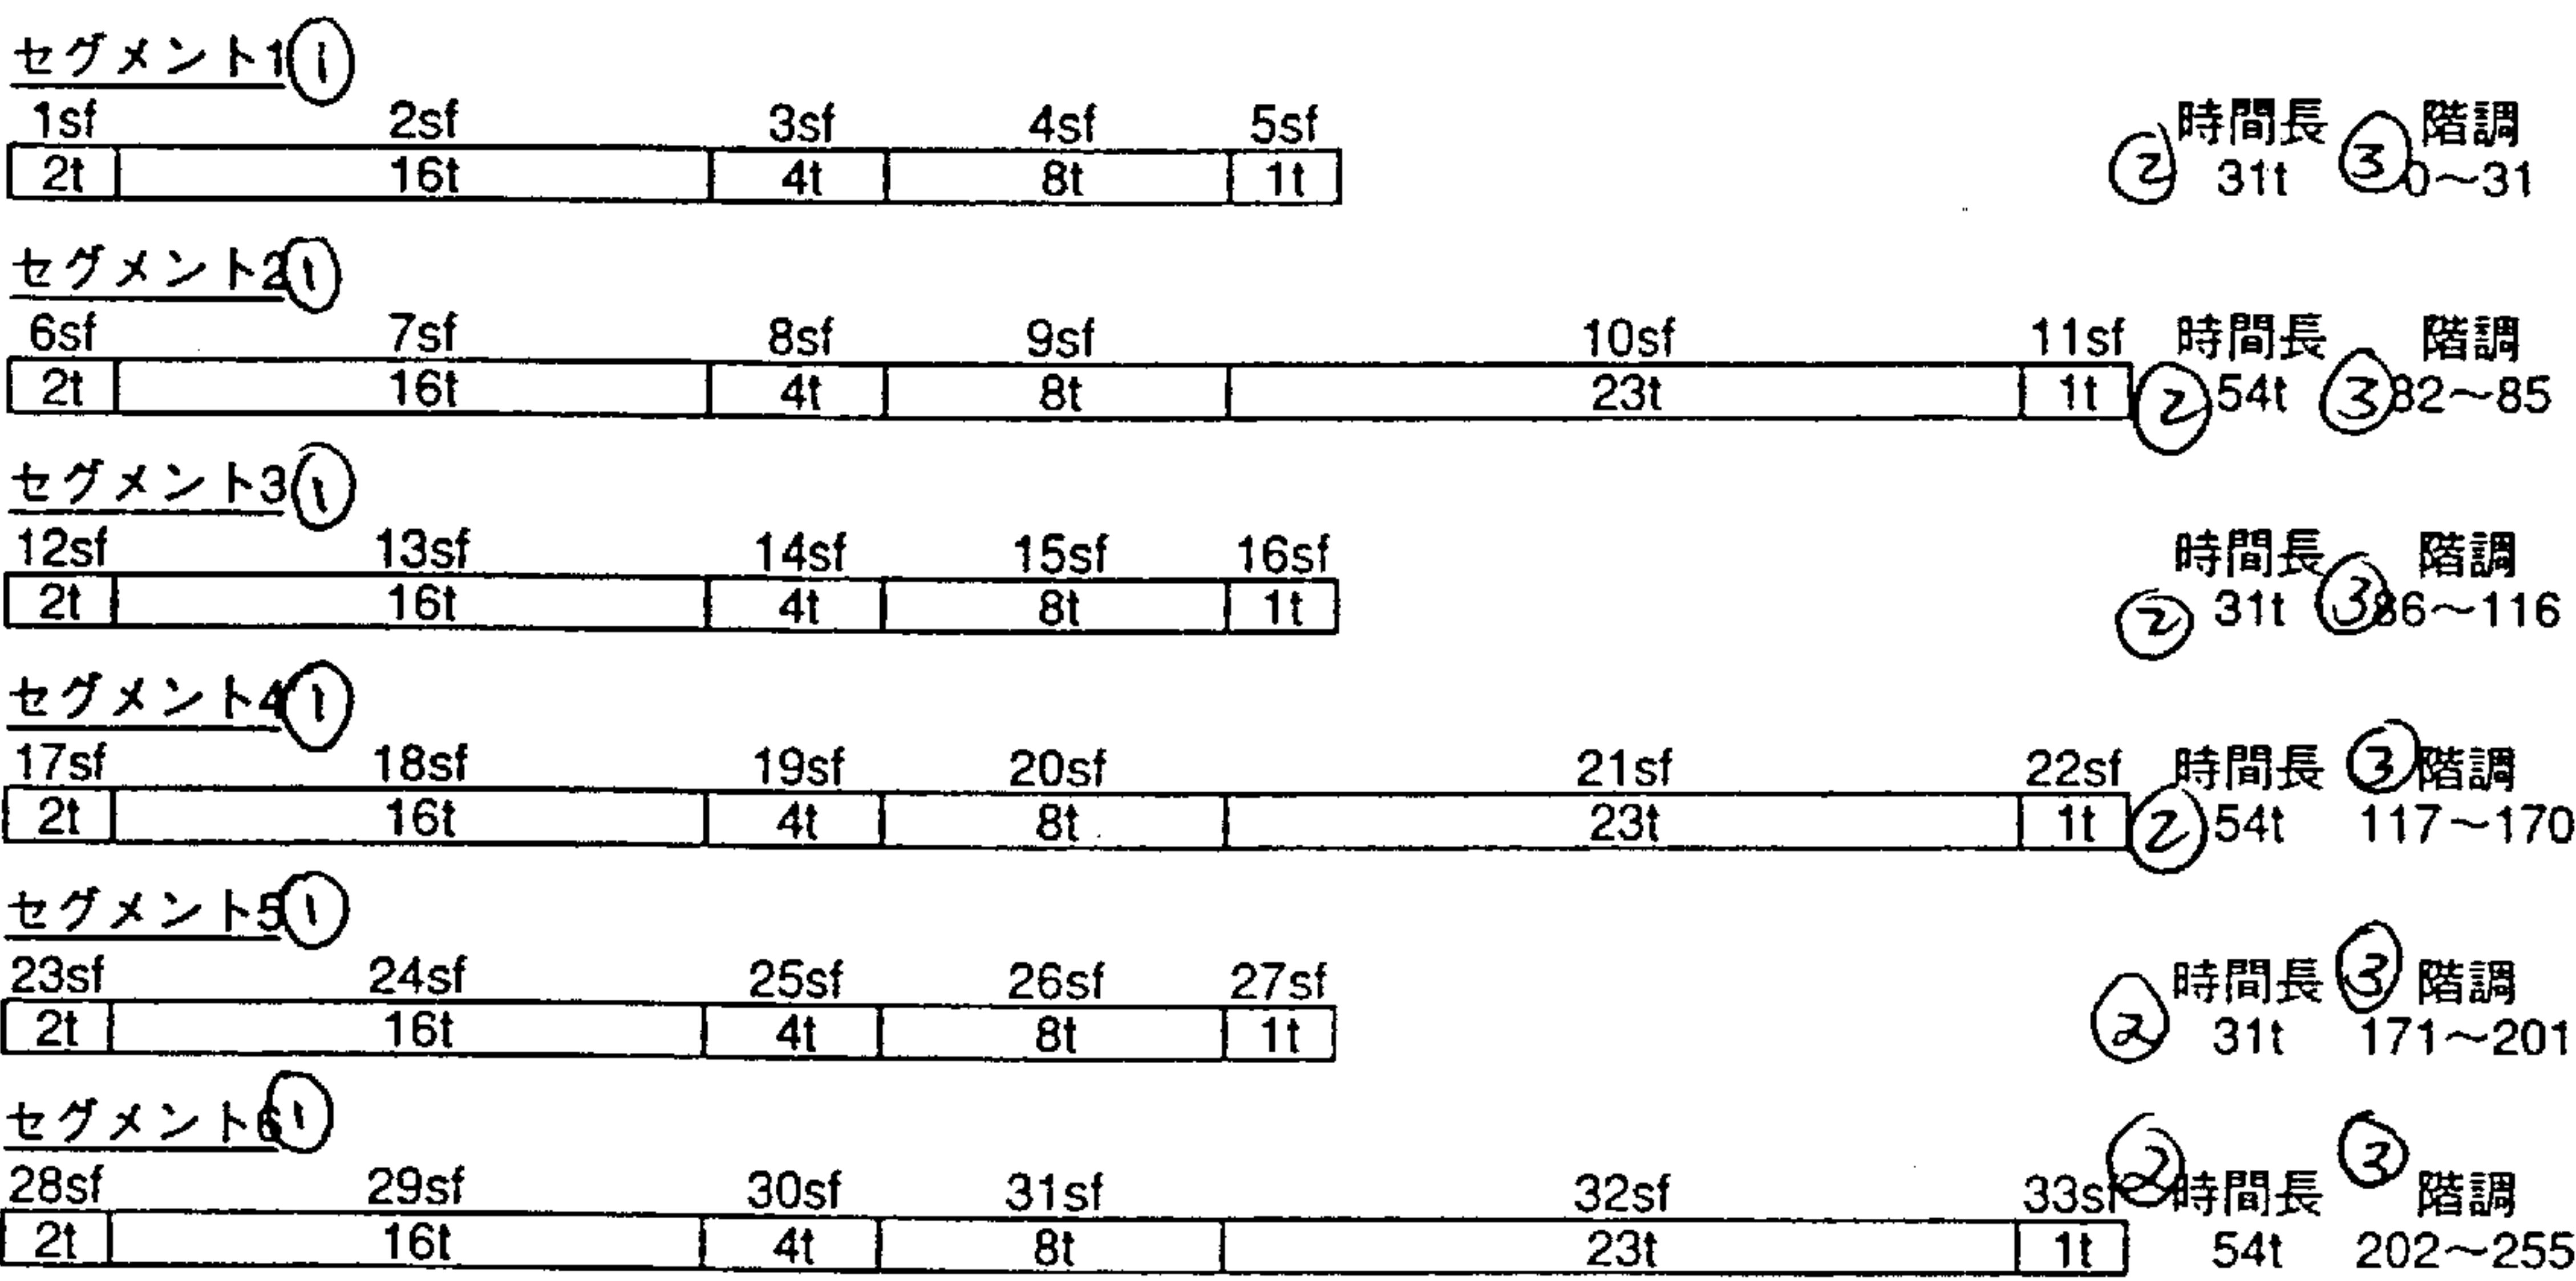 セグメント1 ①
1sf 2sf 3sf 4sf 5sf 時間長 階調
2t 16t 4t 8t 1t ② 31t ③ 0～31
セグメント2 ①
6sf 7sf 8sf 9sf 10sf 11sf 時間長 階調
2t 16t 4t 8t 23t 1t ② 54t ③ 32～85
セグメント3 ①
12sf 13sf 14sf 15sf 16sf 時間長 階調
2t 16t 4t 8t 1t ② 31t ③ 86～116
セグメント4 ①
17sf 18sf 19sf 20sf 21sf 22sf 時間長 ③ 階調
2t 16t 4t 8t 23t 1t ② 54t 117～170
セグメント5 ①
23sf 24sf 25sf 26sf 27sf 時間長 ③ 階調
2t 16t 4t 8t 1t ② 31t 171～201
セグメント6 ①
28sf 29sf 30sf 31sf 32sf 33sf ② 時間長 ③ 階調
2t 16t 4t 8t 23t 1t 54t 202～255